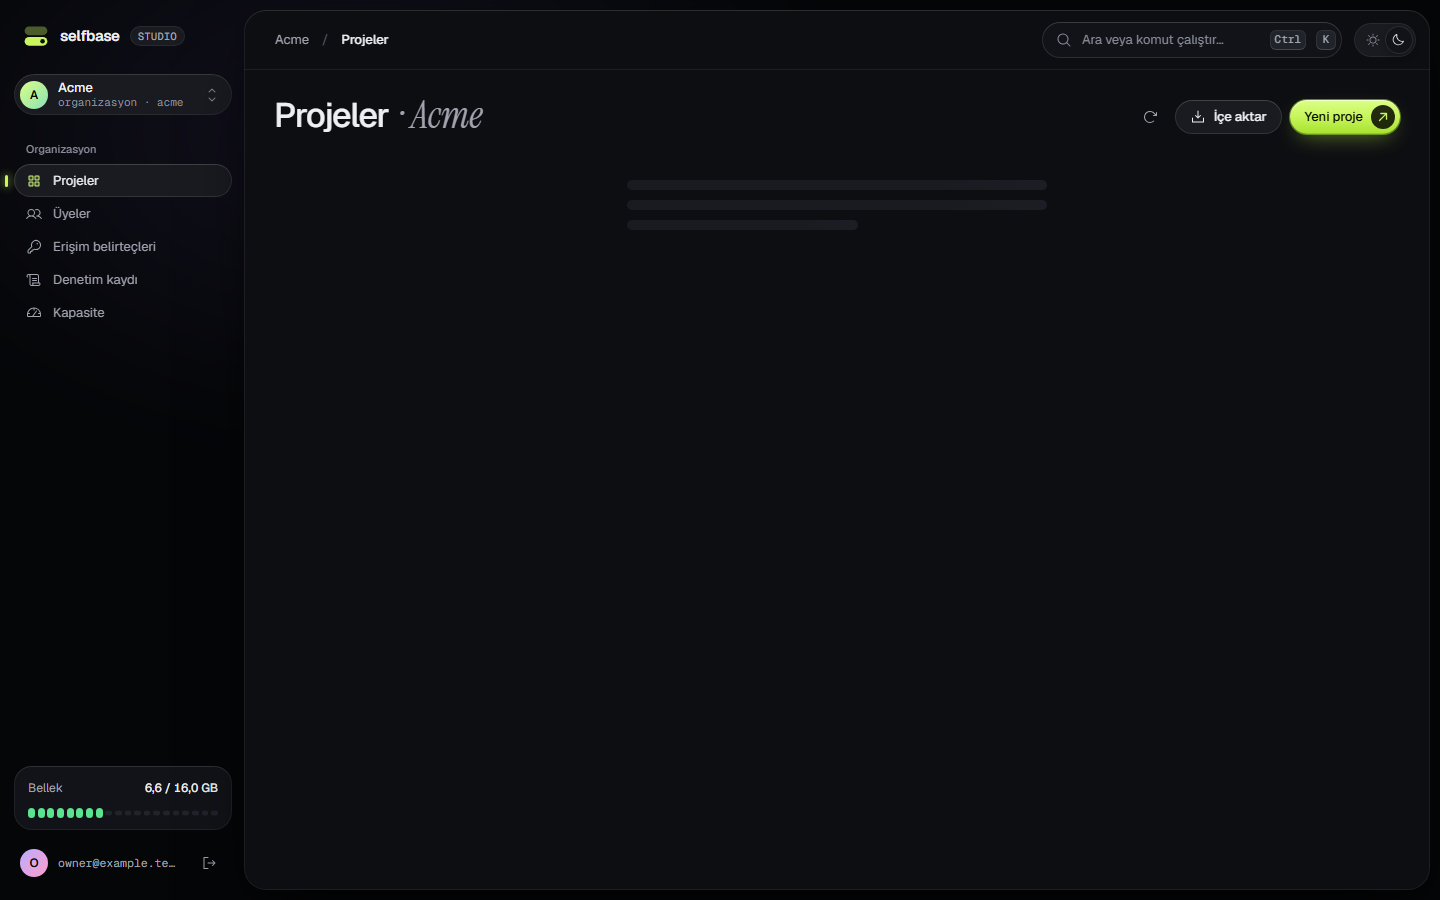 selfbase STUDIO
Acme / Projeler
Ara veya komut çalıştır... Ctrl K
A Acme
organizasyon · acme
Projeler · Acme
İçe aktar
Yeni proje
Organizasyon
Projeler
Üyeler
Erişim belirteçleri
Denetim kaydı
Kapasite
Bellek 6,6 / 16,0 GB
O owner@example.te…